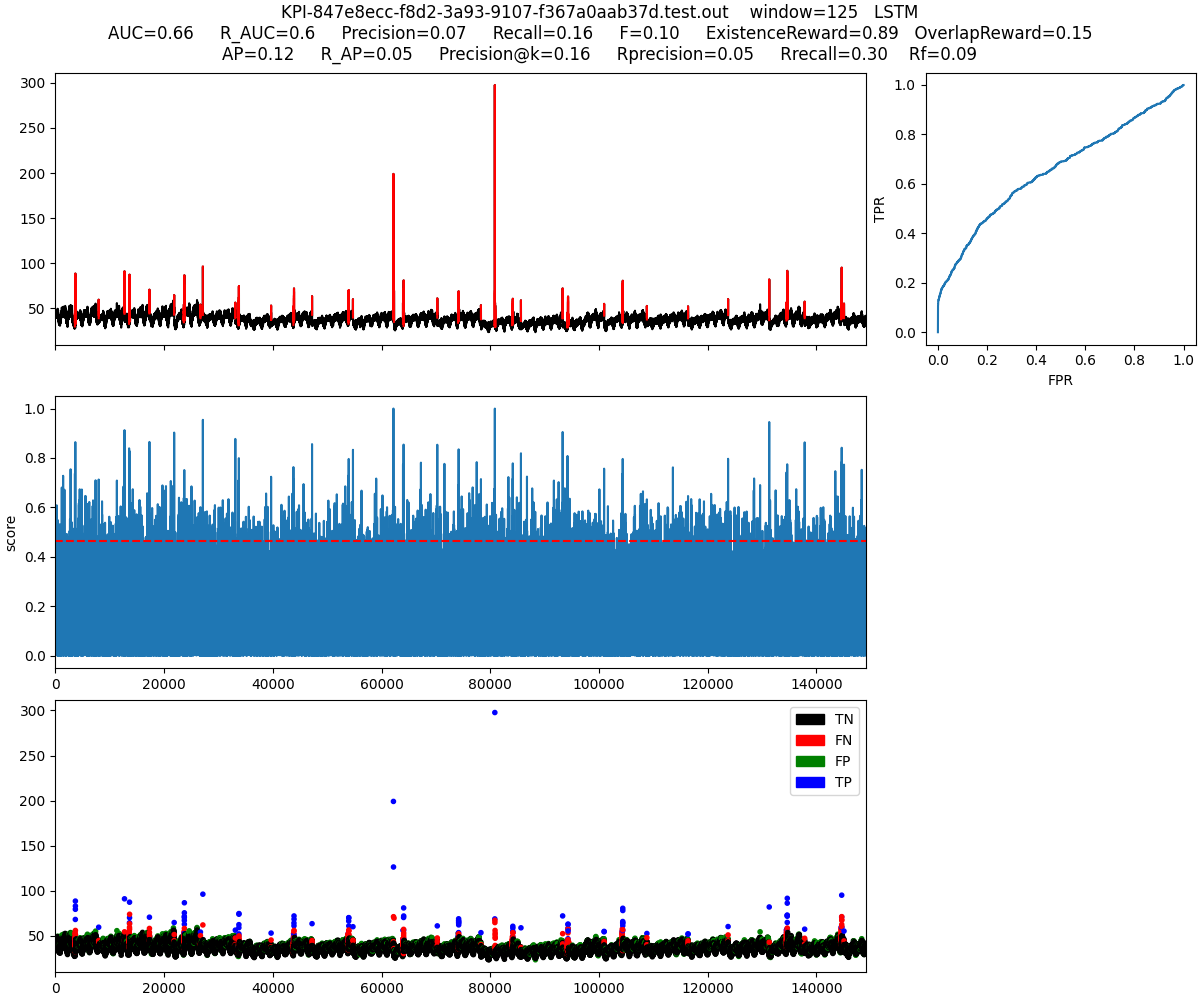 KPI-847e8ecc-f8d2-3a93-9107-f367a0aab37d.test.out    window=125   LSTM
AUC=0.66     R_AUC=0.6     Precision=0.07     Recall=0.16     F=0.10     ExistenceReward=0.89   OverlapReward=0.15
AP=0.12     R_AP=0.05     Precision@k=0.16     Rprecision=0.05     Rrecall=0.30     Rf=0.09
300
250
200
150
100
50
1.0
0.8
0.6
0.4
0.2
0.0
TPR
0.0 0.2 0.4 0.6 0.8 1.0
FPR
1.0
0.8
0.6
0.4
0.2
0.0
score
0 20000 40000 60000 80000 100000 120000 140000
300
250
200
150
100
50
TN
FN
FP
TP
0 20000 40000 60000 80000 100000 120000 140000